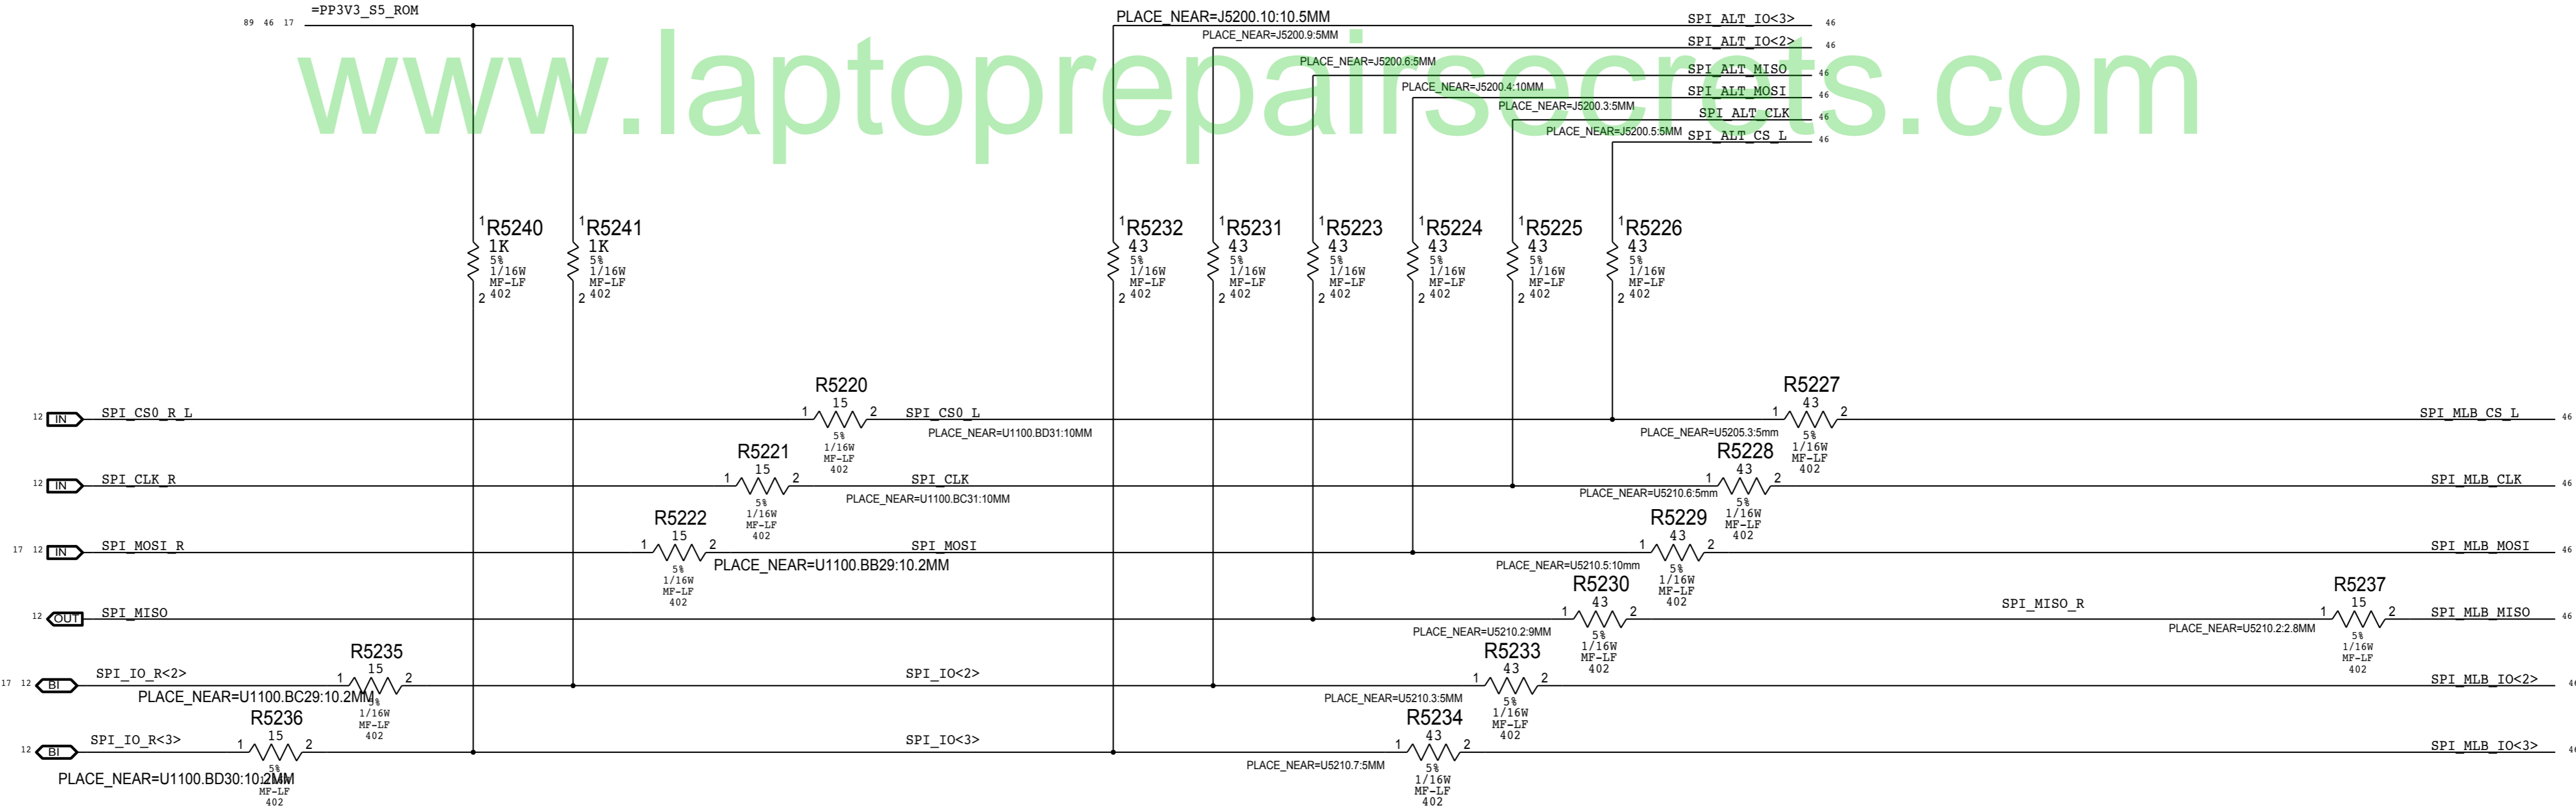 =PP3V3_S5_ROM
89 46 17
PLACE_NEAR=J5200.10:10.5MM
SPI_ALT_IO<3>
46
PLACE_NEAR=J5200.9:5MM
SPI_ALT_IO<2>
46
PLACE_NEAR=J5200.6:5MM
SPI_ALT_MISO
46
PLACE_NEAR=J5200.4:10MM
SPI_ALT_MOSI
46
PLACE_NEAR=J5200.3:5MM
SPI_ALT_CLK
46
PLACE_NEAR=J5200.5:5MM
SPI_ALT_CS_L
46
www.laptoprepairsecrets.com
1
R5240
1K
5%
1/16W
MF-LF
402
2
1
R5241
1K
5%
1/16W
MF-LF
402
2
1
R5232
43
5%
1/16W
MF-LF
402
2
1
R5231
43
5%
1/16W
MF-LF
402
2
1
R5223
43
5%
1/16W
MF-LF
402
2
1
R5224
43
5%
1/16W
MF-LF
402
2
1
R5225
43
5%
1/16W
MF-LF
402
2
1
R5226
43
5%
1/16W
MF-LF
402
2
12 IN SPI_CS0_R_L
R5220
15
1 2
5%
1/16W
MF-LF
402
SPI_CS0_L
PLACE_NEAR=U1100.BD31:10MM
PLACE_NEAR=U5205.3:5mm
R5227
43
1 2
5%
1/16W
MF-LF
402
SPI_MLB_CS_L
46
12 IN SPI_CLK_R
R5221
15
1 2
5%
1/16W
MF-LF
402
SPI_CLK
PLACE_NEAR=U1100.BC31:10MM
PLACE_NEAR=U5210.6:5mm
R5228
43
1 2
5%
1/16W
MF-LF
402
SPI_MLB_CLK
46
17 12 IN SPI_MOSI_R
R5222
15
1 2
5%
1/16W
MF-LF
402
SPI_MOSI
PLACE_NEAR=U1100.BB29:10.2MM
PLACE_NEAR=U5210.5:10mm
R5229
43
1 2
5%
1/16W
MF-LF
402
SPI_MLB_MOSI
46
12 OUT SPI_MISO
PLACE_NEAR=U5210.2:9MM
R5230
43
1 2
5%
1/16W
MF-LF
402
SPI_MISO_R
PLACE_NEAR=U5210.2:2.8MM
R5237
15
1 2
5%
1/16W
MF-LF
402
SPI_MLB_MISO
46
17 12 BI SPI_IO_R<2>
PLACE_NEAR=U1100.BC29:10.2MM
R5235
15
1 2
5%
1/16W
MF-LF
402
SPI_IO<2>
PLACE_NEAR=U5210.3:5MM
R5233
43
1 2
5%
1/16W
MF-LF
402
SPI_MLB_IO<2>
46
12 BI SPI_IO_R<3>
PLACE_NEAR=U1100.BD30:10.2MM
R5236
15
1 2
5%
1/16W
MF-LF
402
SPI_IO<3>
PLACE_NEAR=U5210.7:5MM
R5234
43
1 2
5%
1/16W
MF-LF
402
SPI_MLB_IO<3>
46